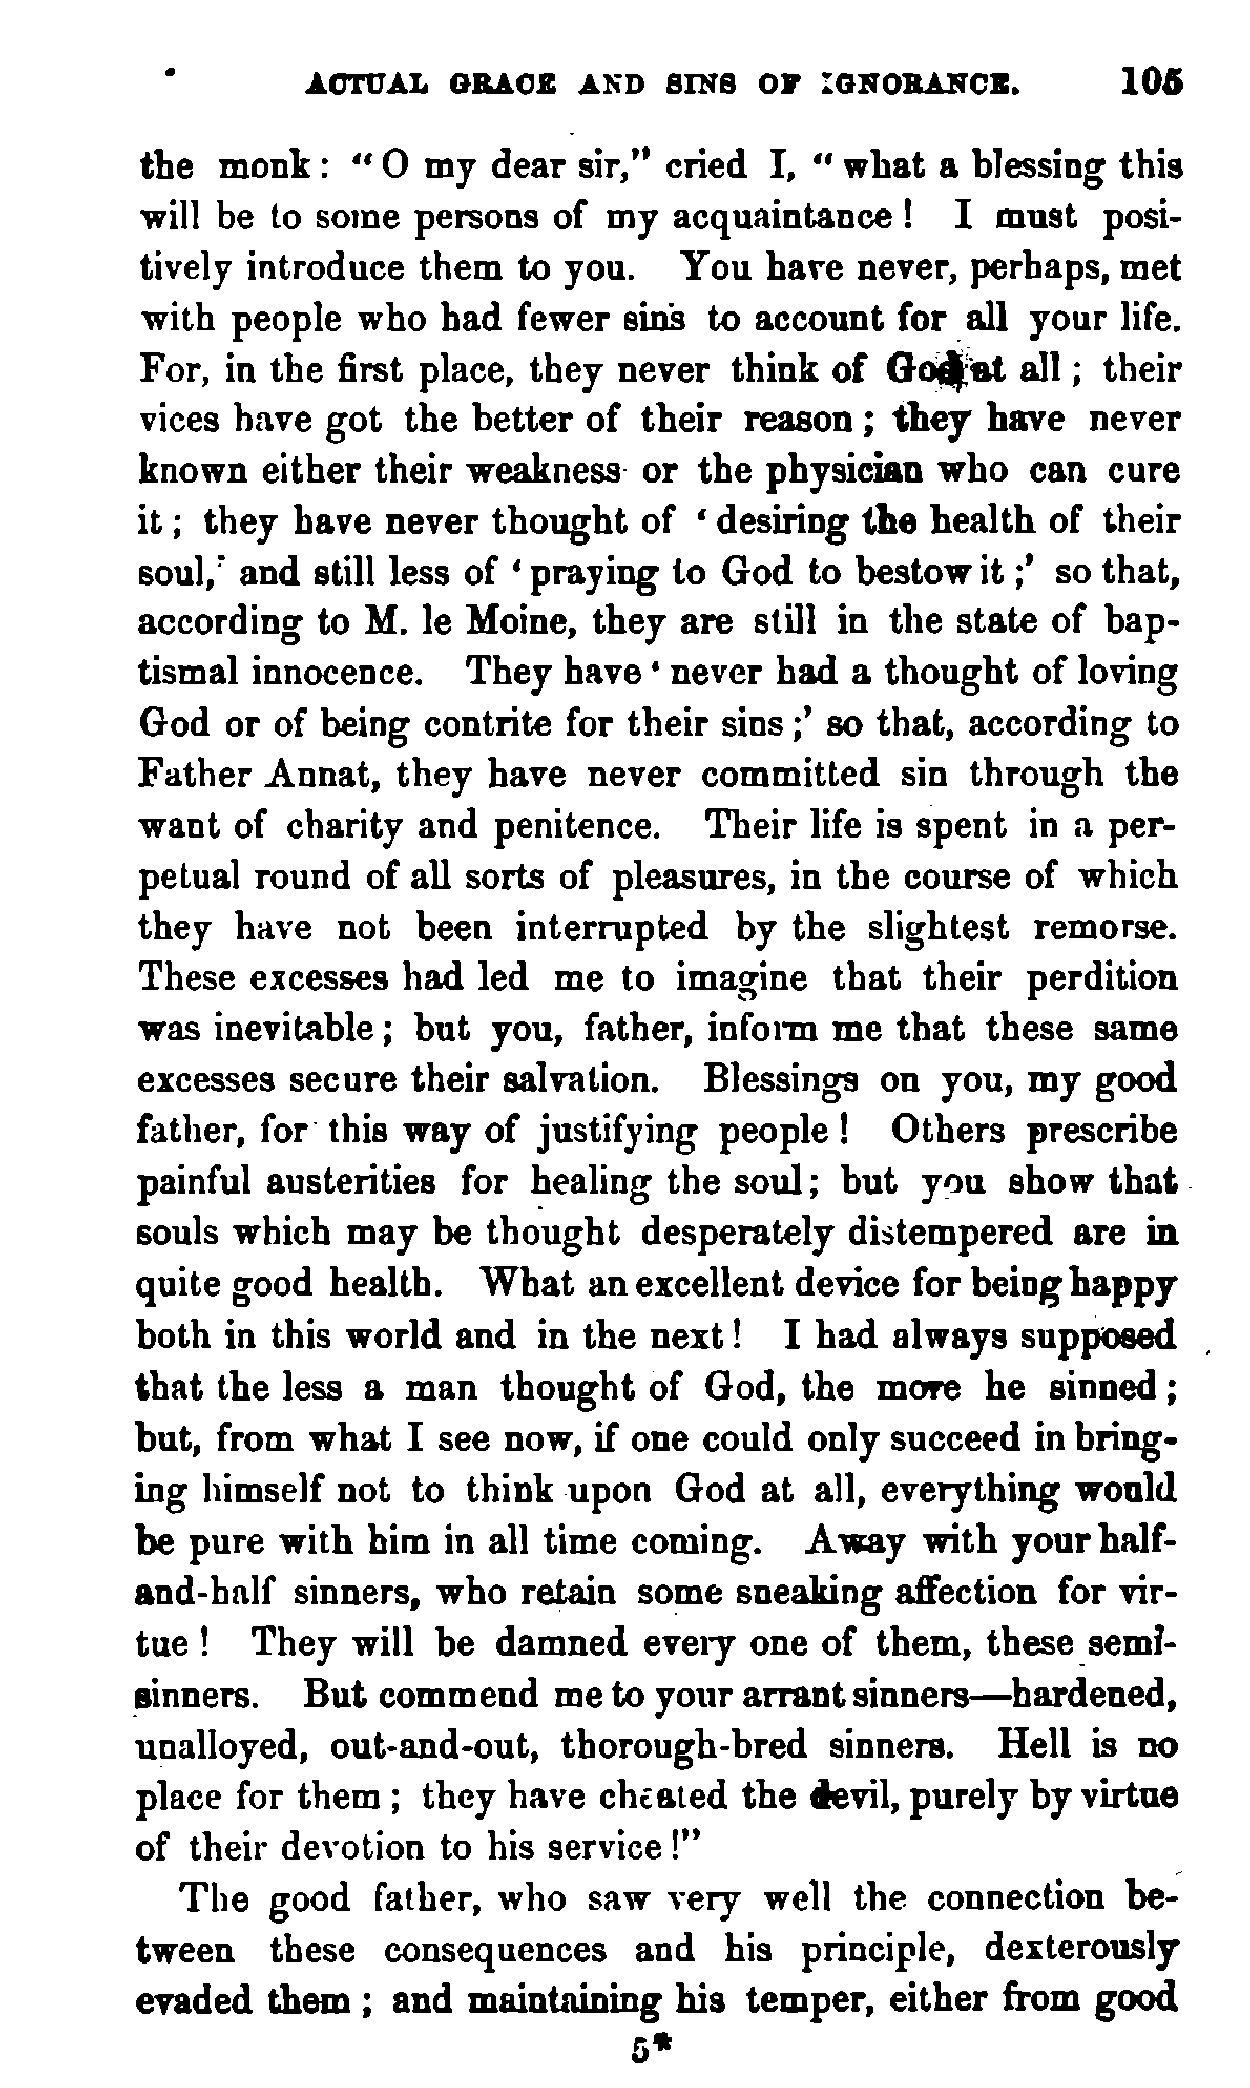 ACTUAL GRACE AND SINS OF IGNORANCE. 105
the monk: "O my dear sir," cried I, "what a blessing this
will be to some persons of my acquaintance! I must posi-
tively introduce them to you. You have never, perhaps, met
with people who had fewer sins to account for all your life.
For, in the first place, they never think of God at all; their
vices have got the better of their reason; they have never
known either their weakness or the physician who can cure
it; they have never thought of 'desiring the health of their
soul,' and still less of 'praying to God to bestow it;' so that,
according to M. le Moine, they are still in the state of bap-
tismal innocence. They have 'never had a thought of loving
God or of being contrite for their sins;' so that, according to
Father Annat, they have never committed sin through the
want of charity and penitence. Their life is spent in a per-
petual round of all sorts of pleasures, in the course of which
they have not been interrupted by the slightest remorse.
These excesses had led me to imagine that their perdition
was inevitable; but you, father, inform me that these same
excesses secure their salvation. Blessings on you, my good
father, for this way of justifying people! Others prescribe
painful austerities for healing the soul; but you show that
souls which may be thought desperately distempered are in
quite good health. What an excellent device for being happy
both in this world and in the next! I had always supposed
that the less a man thought of God, the more he sinned;
but, from what I see now, if one could only succeed in bring-
ing himself not to think upon God at all, everything would
be pure with him in all time coming. Away with your half-
and-half sinners, who retain some sneaking affection for vir-
tue! They will be damned every one of them, these semi-
sinners. But commend me to your arrant sinners—hardened,
unalloyed, out-and-out, thorough-bred sinners. Hell is no
place for them; they have cheated the devil, purely by virtue
of their devotion to his service!"
The good father, who saw very well the connection be-
tween these consequences and his principle, dexterously
evaded them; and maintaining his temper, either from good
5*